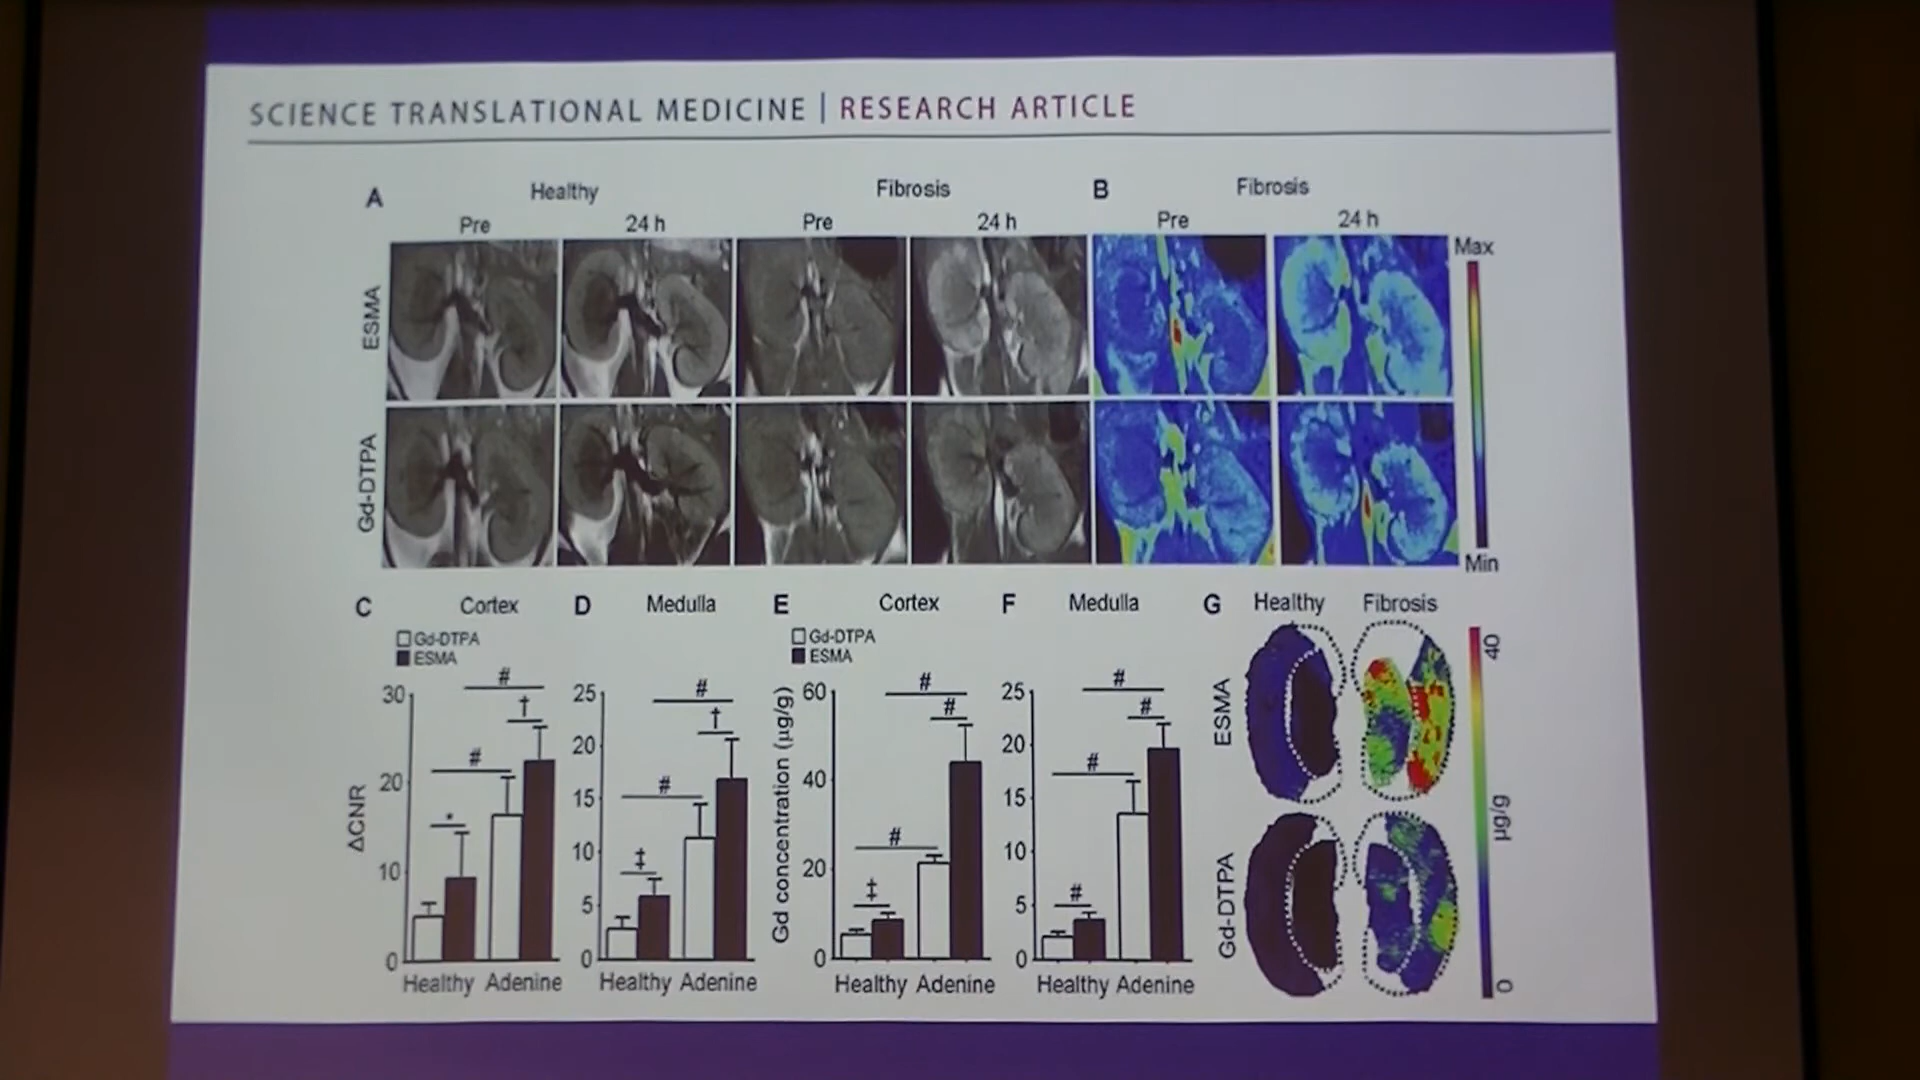 SCIENCE TRANSLATIONAL MEDICINE | RESEARCH ARTICLE
A Healthy Fibrosis B Fibrosis
Pre 24 h Pre 24 h Pre 24 h
Max
ESMA
Gd-DTPA
Min
C Cortex D Medulla E Cortex F Medulla G Healthy Fibrosis
Gd-DTPA
ESMA
Gd-DTPA
ESMA
ΔCNR
30
20
10
0
# † # *
Healthy Adenine
25
20
15
10
5
0
# † # ‡
Healthy Adenine
Gd concentration (µg/g)
60
40
20
0
# # # ‡
Healthy Adenine
25
20
15
10
5
0
# # # #
Healthy Adenine
ESMA
Gd-DTPA
40
µg/g
0